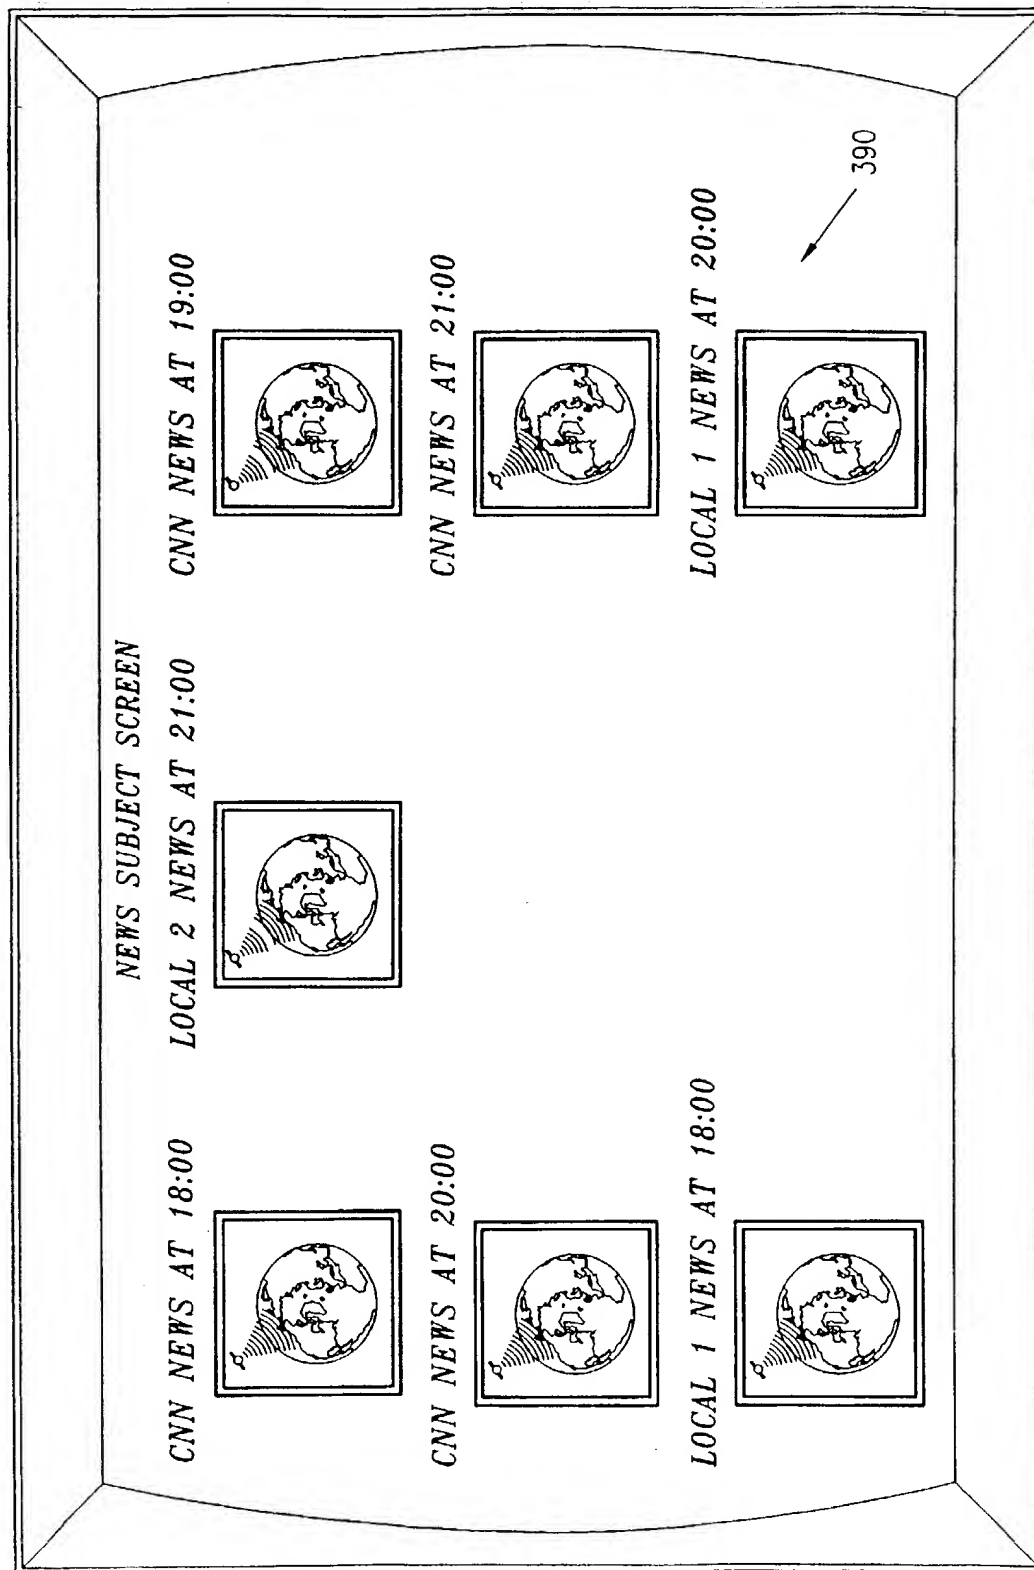 NEWS SUBJECT SCREEN
CNN NEWS AT 18:00
LOCAL 2 NEWS AT 21:00
CNN NEWS AT 19:00
CNN NEWS AT 20:00
CNN NEWS AT 21:00
LOCAL 1 NEWS AT 18:00
LOCAL 1 NEWS AT 20:00
390